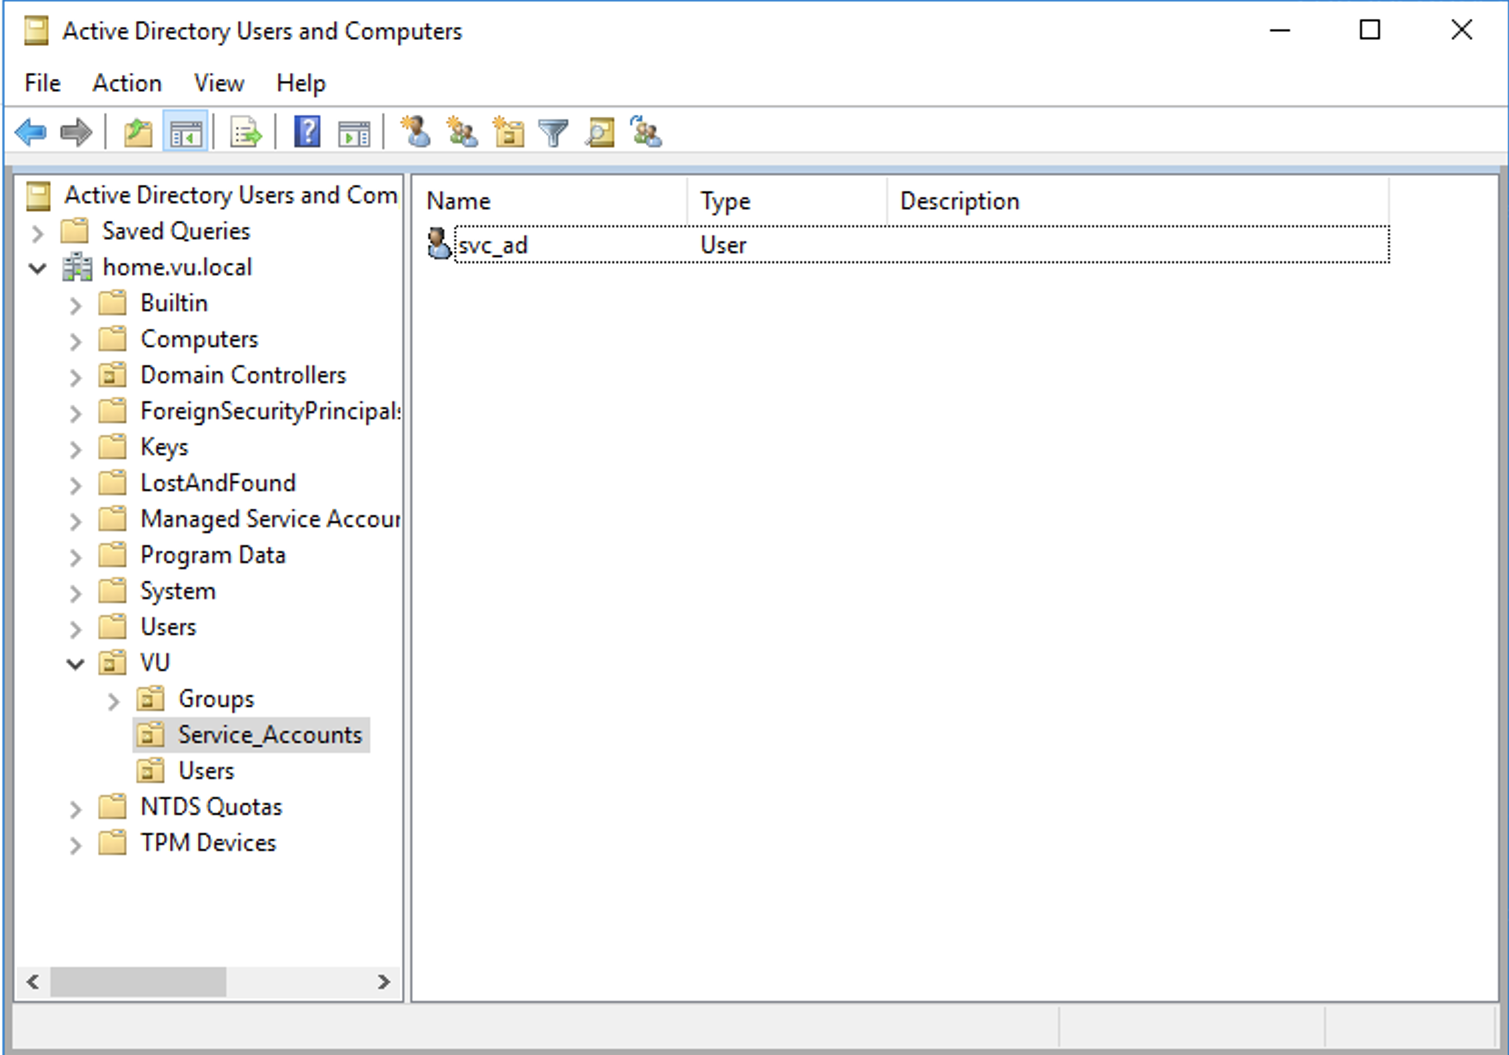 Active Directory Users and Computers
File Action View Help
Active Directory Users and Com
Saved Queries
home.vu.local
Builtin
Computers
Domain Controllers
ForeignSecurityPrincipals
Keys
LostAndFound
Managed Service Accour
Program Data
System
Users
VU
Groups
Service_Accounts
Users
NTDS Quotas
TPM Devices
Name Type Description
svc_ad User